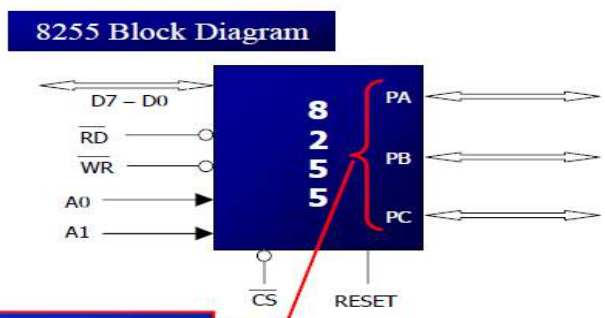 8255 Block Diagram
D7 – D0
RD
WR
A0
A1
8
2
5
5
PA
PB
PC
CS
RESET